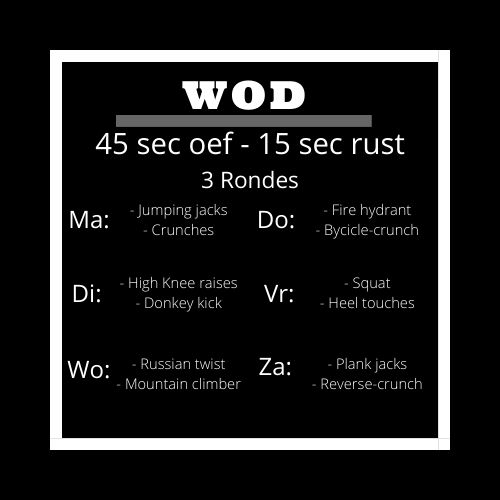 WOD
45 sec oef - 15 sec rust
3 Rondes
Ma:
- Jumping jacks
- Crunches
Do:
- Fire hydrant
- Bycicle-crunch
Di:
- High Knee raises
- Donkey kick
Vr:
- Squat
- Heel touches
Wo:
- Russian twist
- Mountain climber
Za:
- Plank jacks
- Reverse-crunch